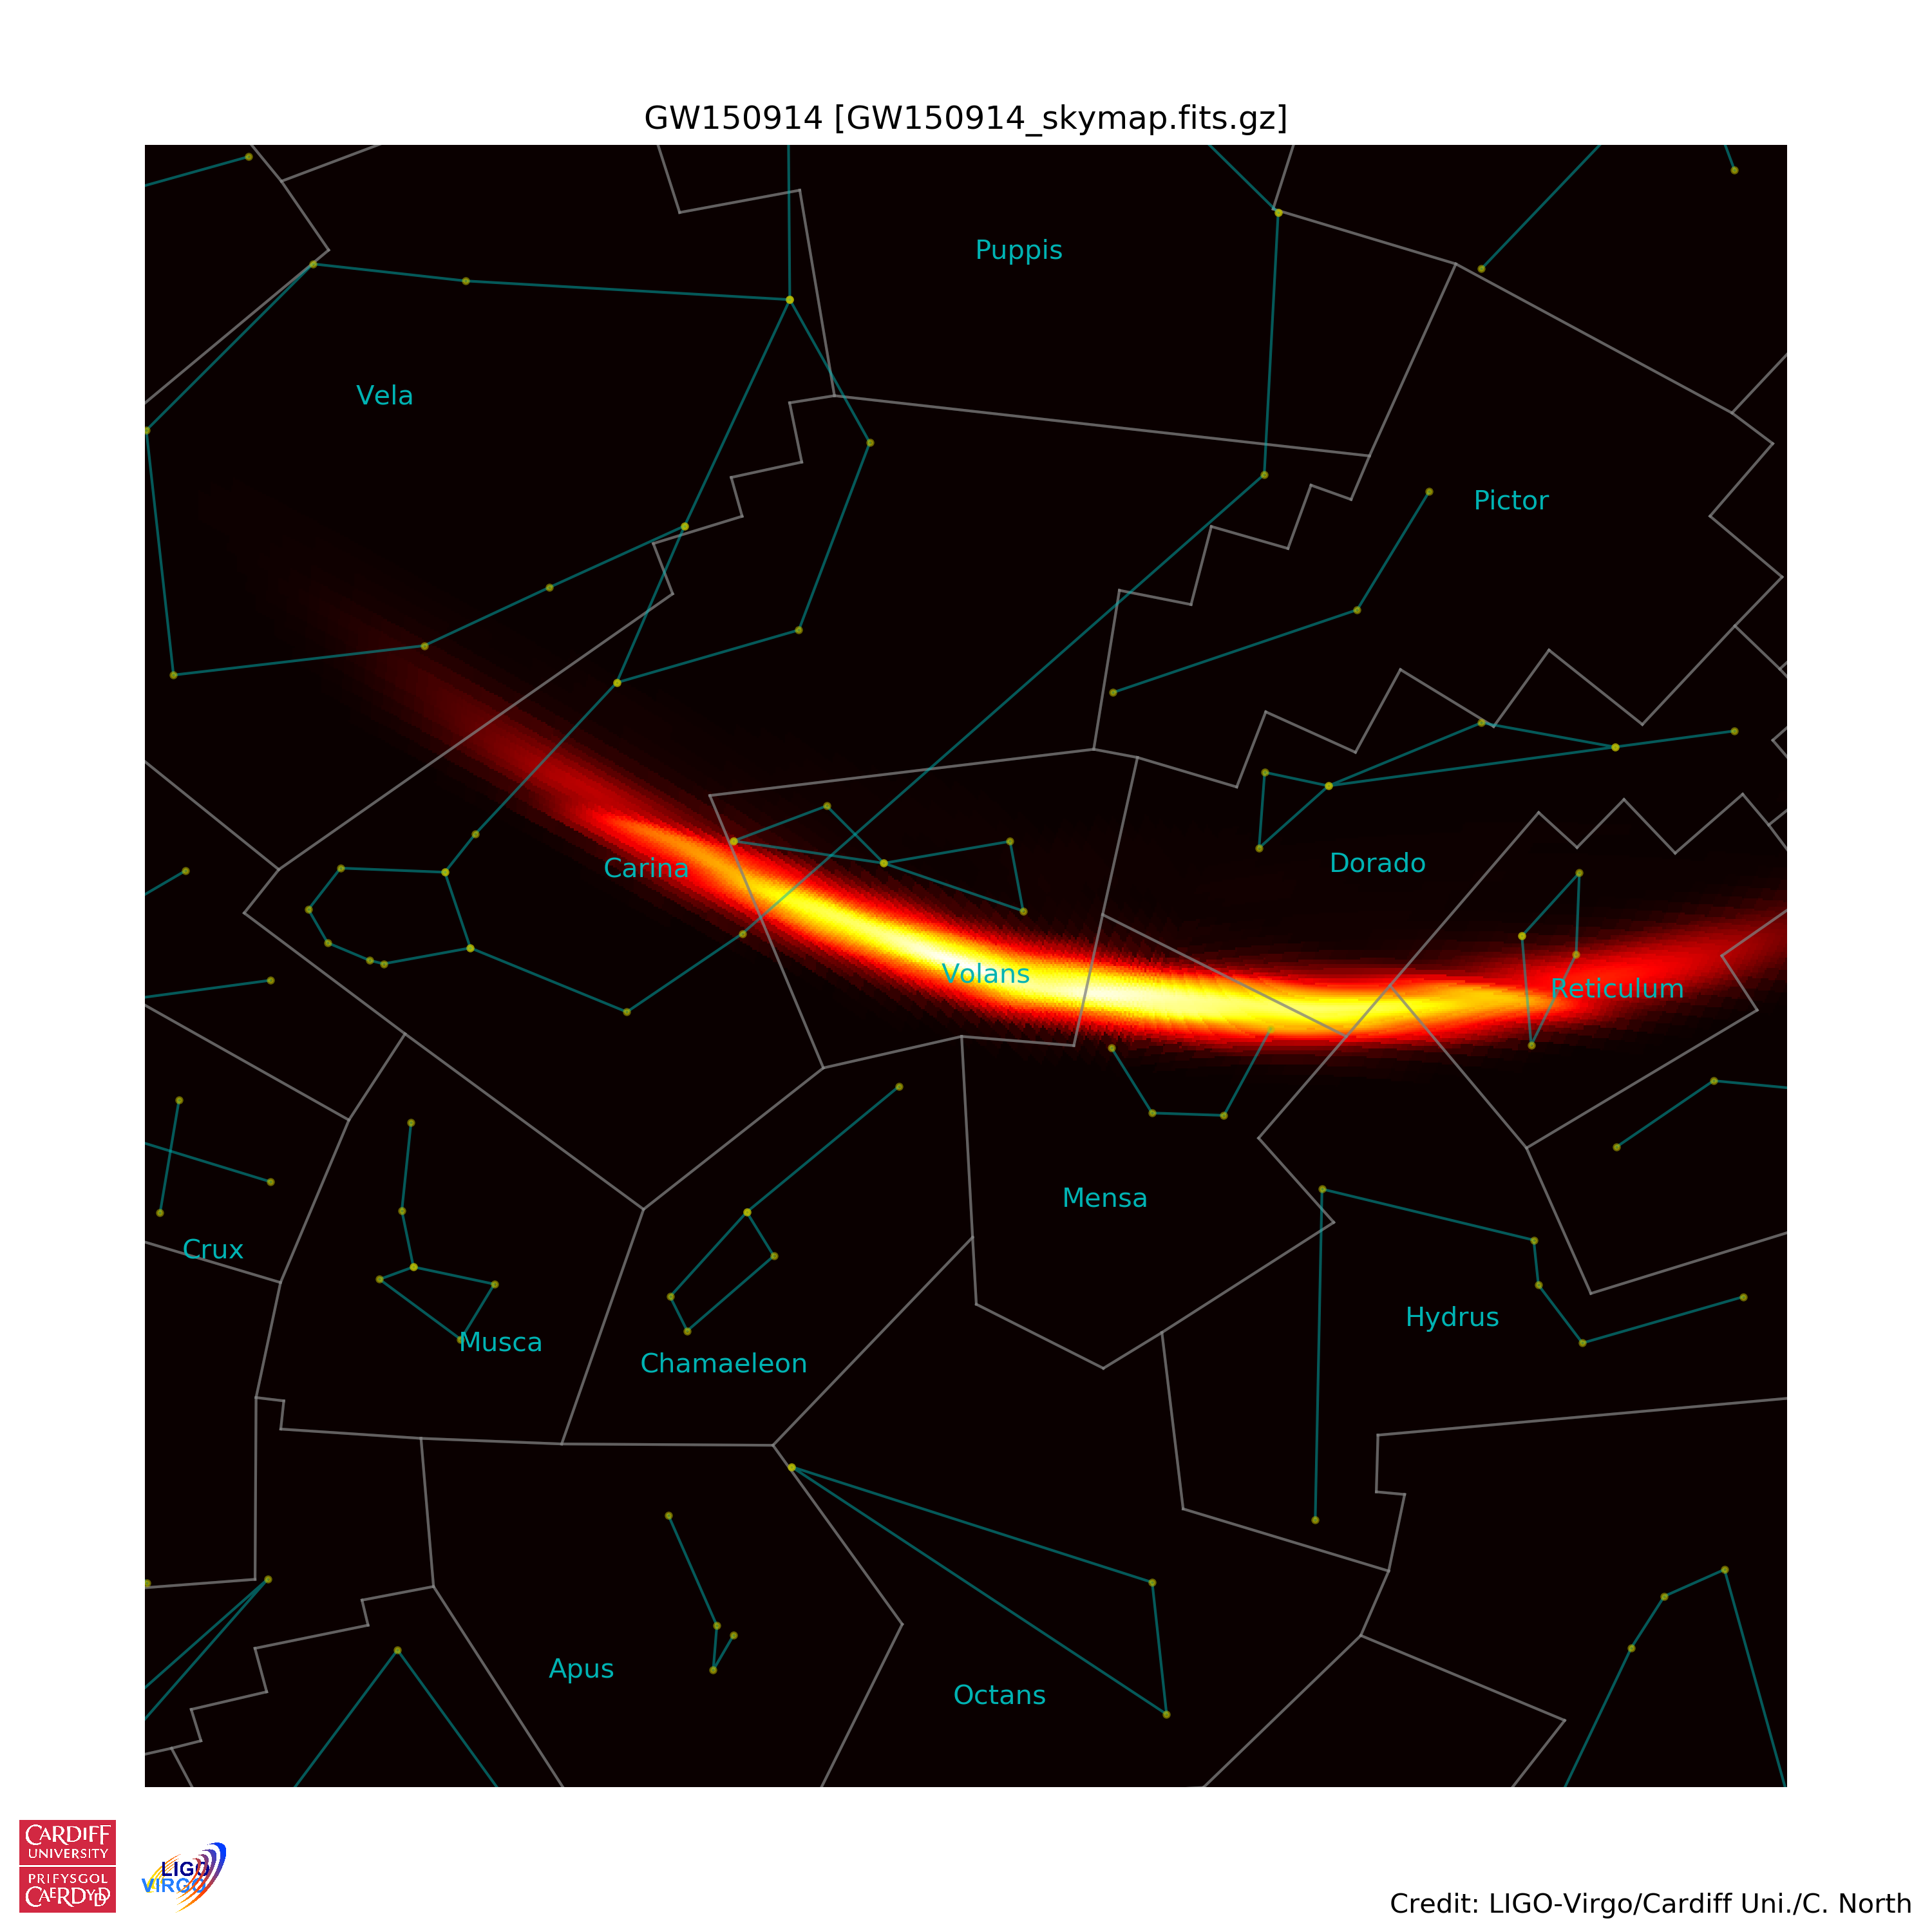 GW150914 [GW150914_skymap.fits.gz]
Puppis
Vela
Pictor
Carina
Dorado
Volans
Reticulum
Mensa
Crux
Hydrus
Musca
Chamaeleon
Apus
Octans
CARDIFF
UNIVERSITY
PRIFYSGOL
CAERDYDD
LIGO
VIRGO
Credit: LIGO-Virgo/Cardiff Uni./C. North